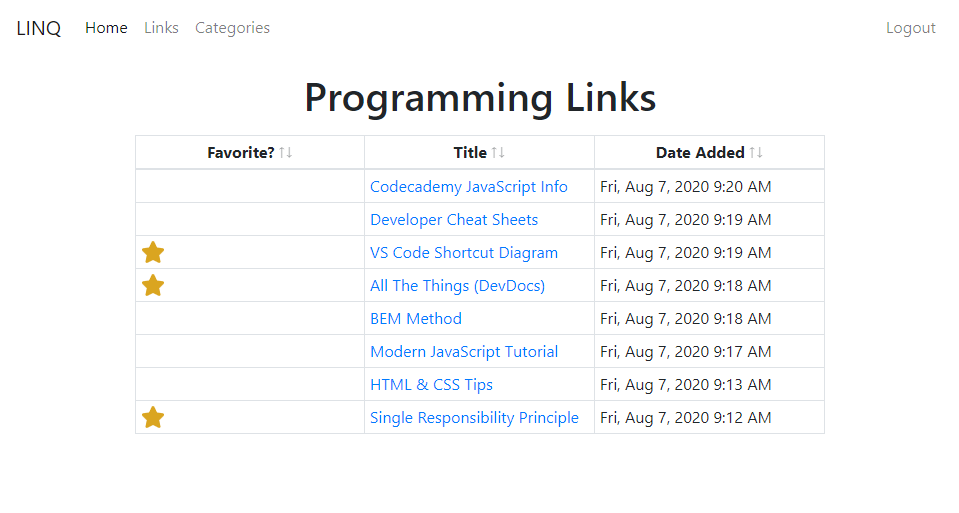 LINQ Home Links Categories Logout
Programming Links
Favorite? ↑↓ Title ↑↓ Date Added ↑↓
Codecademy JavaScript Info Fri, Aug 7, 2020 9:20 AM
Developer Cheat Sheets Fri, Aug 7, 2020 9:19 AM
VS Code Shortcut Diagram Fri, Aug 7, 2020 9:19 AM
All The Things (DevDocs) Fri, Aug 7, 2020 9:18 AM
BEM Method Fri, Aug 7, 2020 9:18 AM
Modern JavaScript Tutorial Fri, Aug 7, 2020 9:17 AM
HTML & CSS Tips Fri, Aug 7, 2020 9:13 AM
Single Responsibility Principle Fri, Aug 7, 2020 9:12 AM